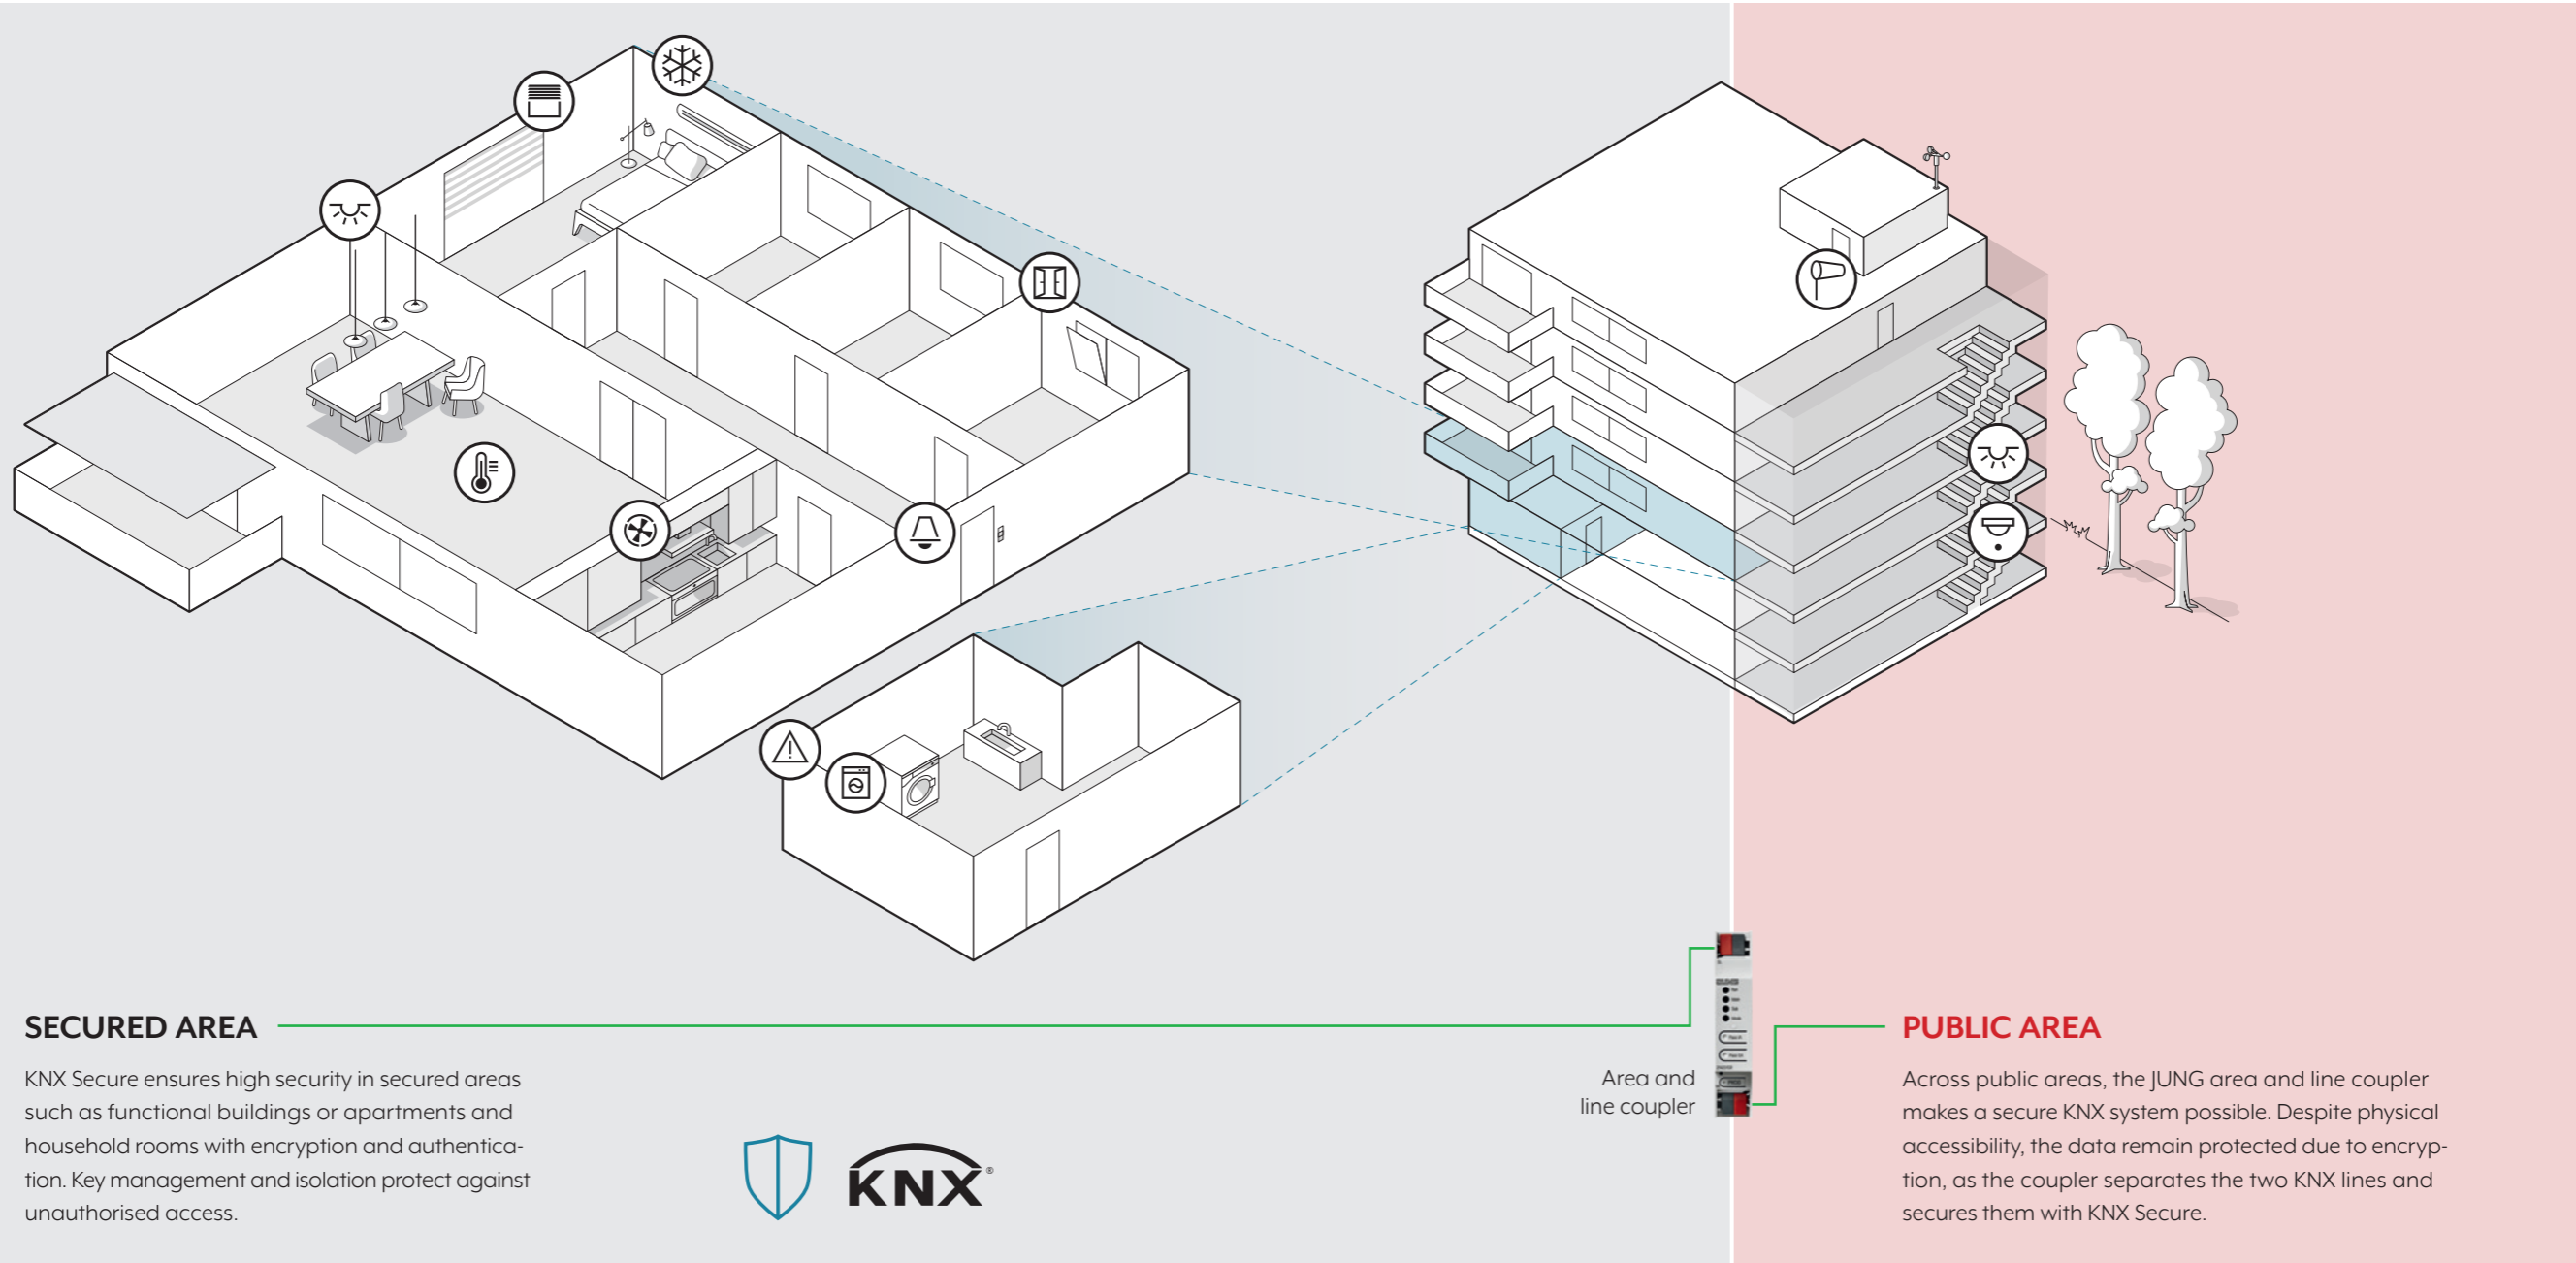 SECURED AREA
KNX Secure ensures high security in secured areas
such as functional buildings or apartments and
household rooms with encryption and authentica-
tion. Key management and isolation protect against
unauthorised access.
KNX®
Area and
line coupler
PUBLIC AREA
Across public areas, the JUNG area and line coupler
makes a secure KNX system possible. Despite physical
accessibility, the data remain protected due to encryp-
tion, as the coupler separates the two KNX lines and
secures them with KNX Secure.